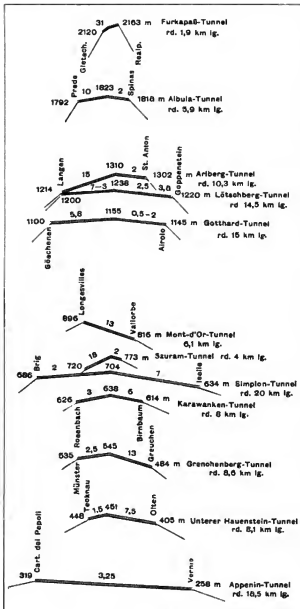 31 2163 m Furkapaß-Tunnel
2120 rd. 1,9 km lg.
Gletsch. Realp.
Preda 10 1823 2 Spinas
1792 1818 m Albula-Tunnel
rd. 5,9 km lg.
Langen 15 1310 2 St. Anton
1302 m Arlberg-Tunnel
rd. 10,3 km lg.
1214 7–3 1238 2,5 3,8 Goppenstein
1200 1220 m Lötschberg-Tunnel
rd. 14,5 km lg.
1100 5,8 1155 0,5–2 1145 m Gotthard-Tunnel
Göschenen Airolo rd. 15 km lg.
Longesvilles
896 13 Vallorbe
816 m Mont-d'Or-Tunnel
6,1 km lg.
18 2 773 m Tauram-Tunnel rd. 4 km lg.
Brig 2 720 704 7 Iselle
686 634 m Simplon-Tunnel
rd. 20 km lg.
626 3 638 6 614 m Karawanken-Tunnel
Rosenbach Birnbaum rd. 8 km lg.
Münster 2,5 545 13 Greuchen
535 484 m Grenchenberg-Tunnel
rd. 8,6 km lg.
Tecknau 1,5 451 7,5 Olten
448 405 m Unterer Hauenstein-Tunnel
rd. 8,1 km lg.
Cart. del Pepoli Vernio
319 3,25 258 m Appenin-Tunnel
rd. 18,5 km lg.